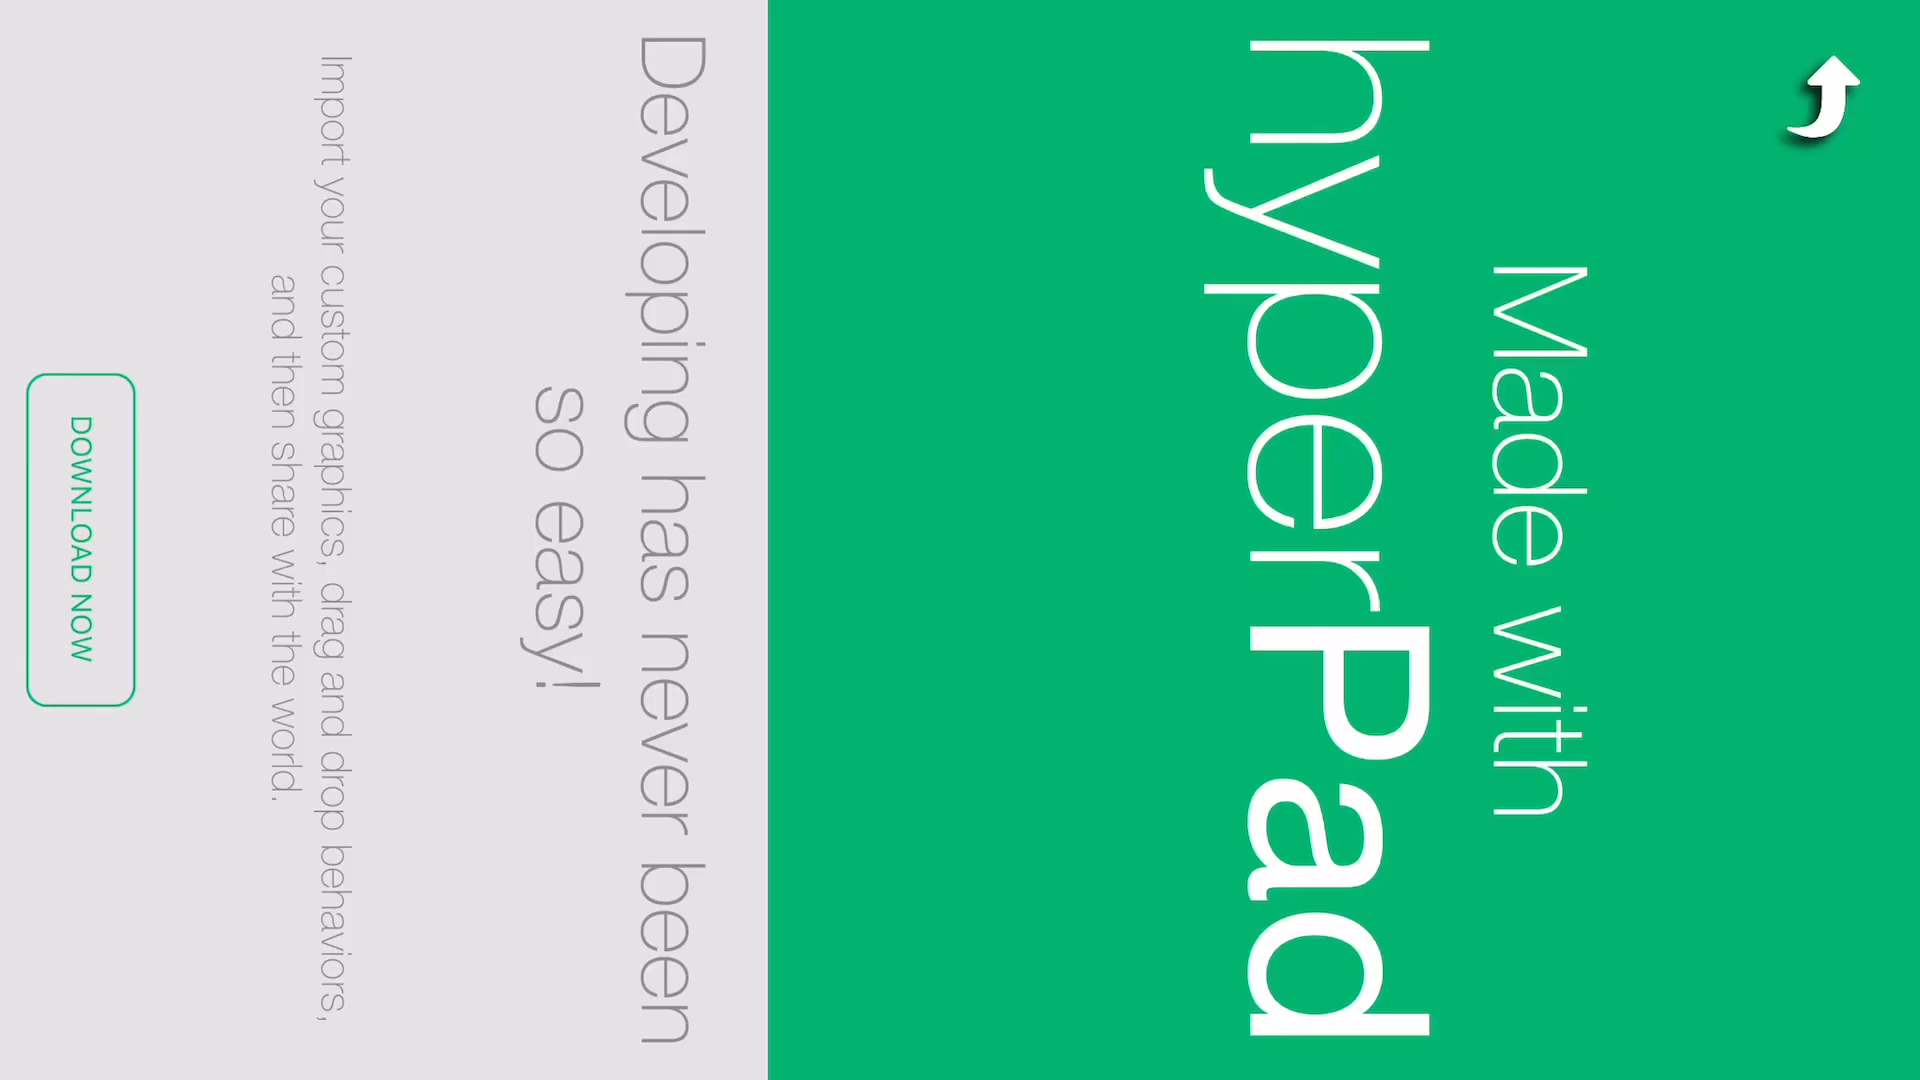 Made with
hyperPad
Developing has never been
so easy!
Import your custom graphics, drag and drop behaviors,
and then share with the world.
DOWNLOAD NOW